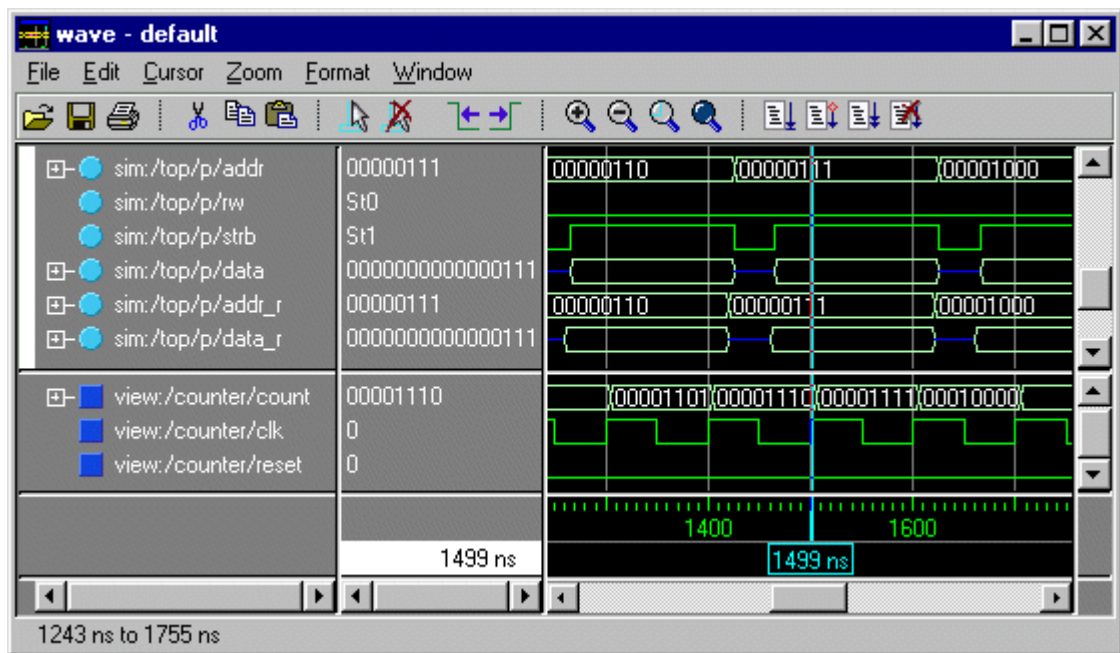 wave - default
File Edit Cursor Zoom Format Window
sim:/top/p/addr 00000111 00000110 00000111 00001000
sim:/top/p/rw St0
sim:/top/p/strb St1
sim:/top/p/data 0000000000000111
sim:/top/p/addr_r 00000111 00000110 00000111 00001000
sim:/top/p/data_r 0000000000000111
view:/counter/count 00001110 00001101 00001110 00001111 00010000
view:/counter/clk 0
view:/counter/reset 0
1400 1600
1499 ns 1499 ns
1243 ns to 1755 ns